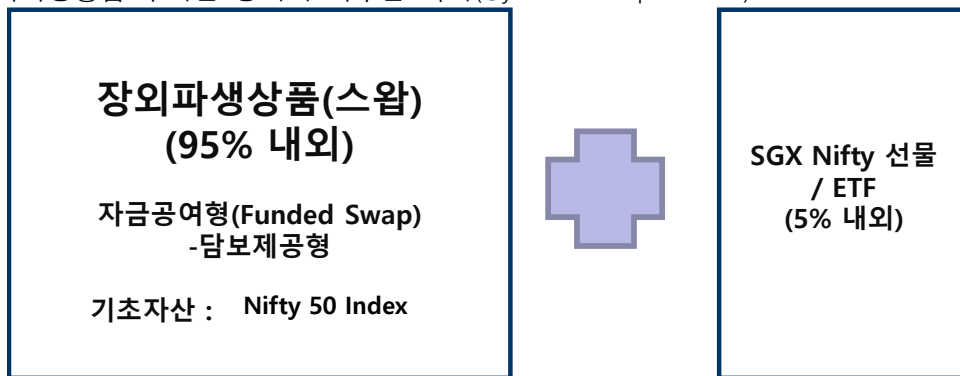 장외파생상품(스왑)
(95% 내외)
자금공여형(Funded Swap)
-담보제공형
기초자산 : Nifty 50 Index
SGX Nifty 선물
/ ETF
(5% 내외)